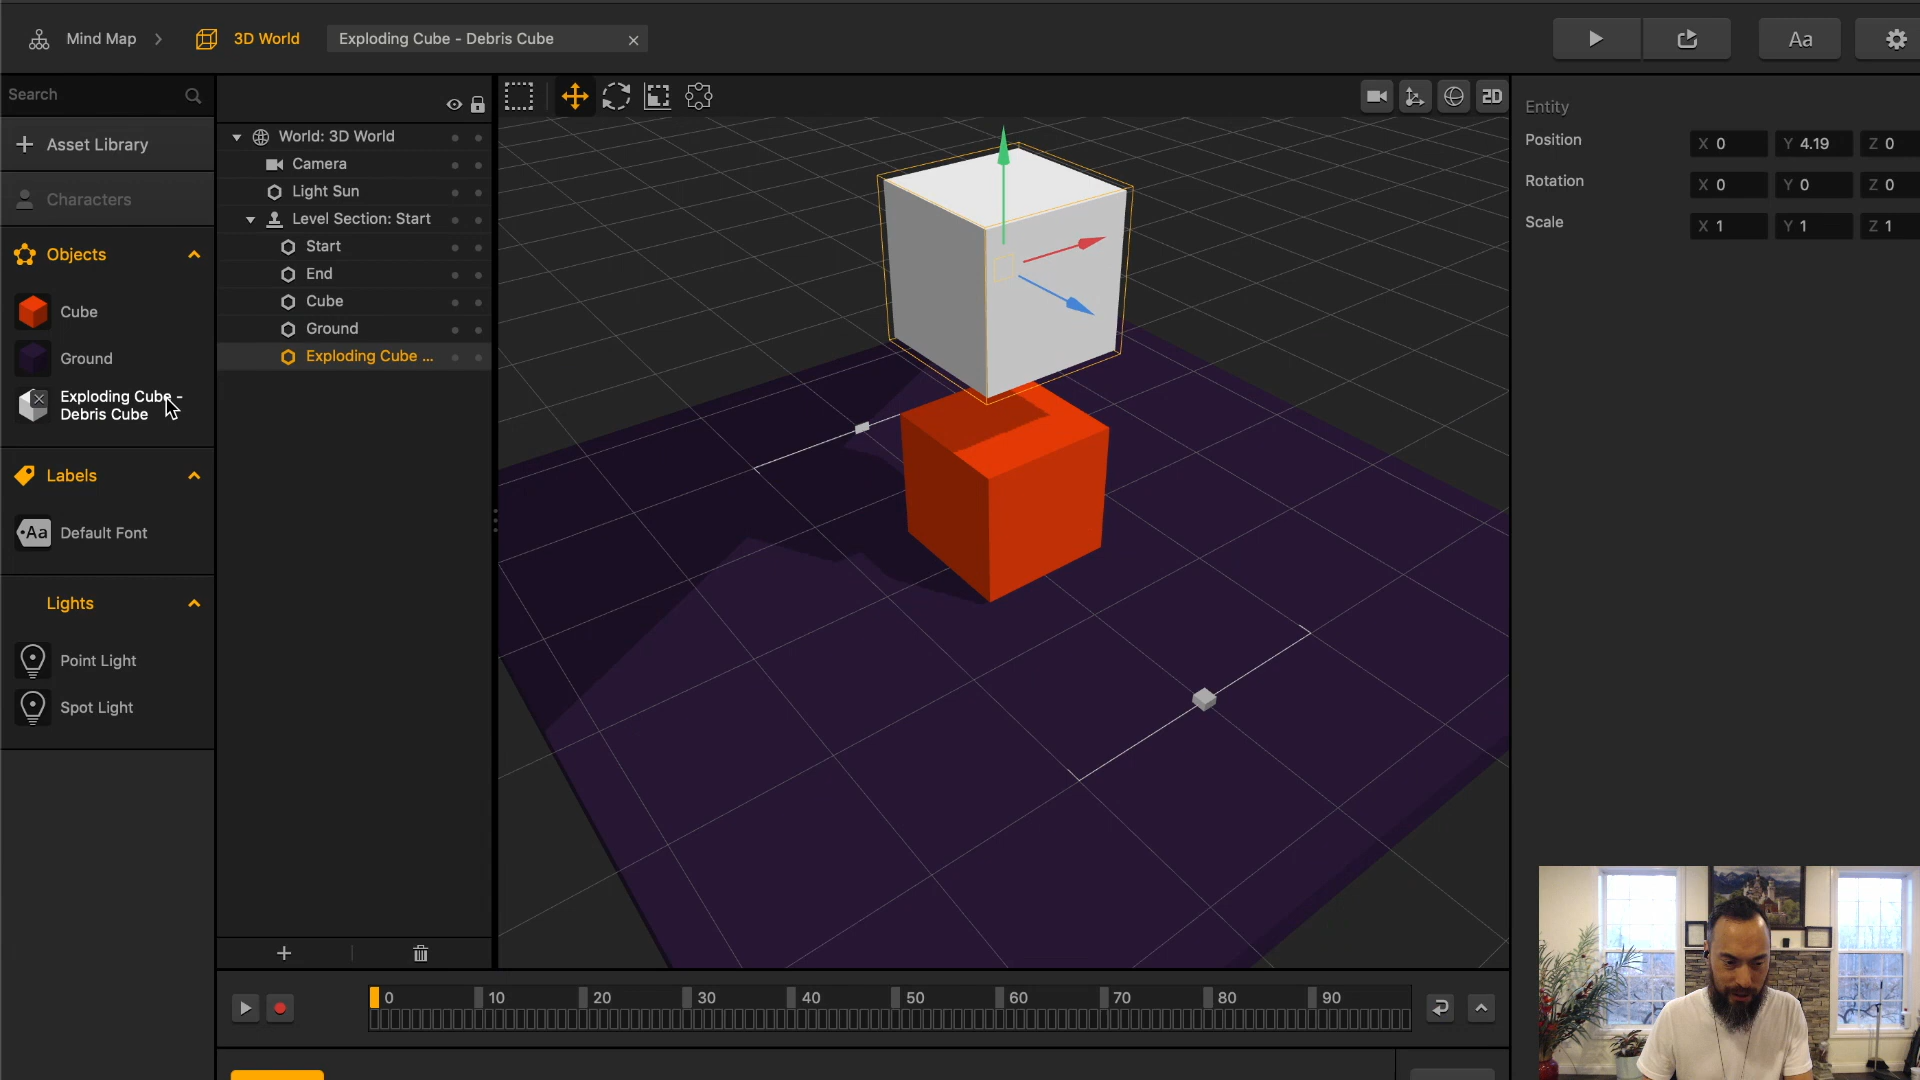 Mind Map
3D World
Exploding Cube - Debris Cube
Aa
Search
Asset Library
Characters
Objects
Cube
Ground
Exploding Cube -
Debris Cube
Labels
Aa Default Font
Lights
Point Light
Spot Light
World: 3D World
Camera
Light Sun
Level Section: Start
Start
End
Cube
Ground
Exploding Cube ...
2D
Entity
Position X 0 Y 4.19 Z 0
Rotation X 0 Y 0 Z 0
Scale X 1 Y 1 Z 1
0 10 20 30 40 50 60 70 80 90